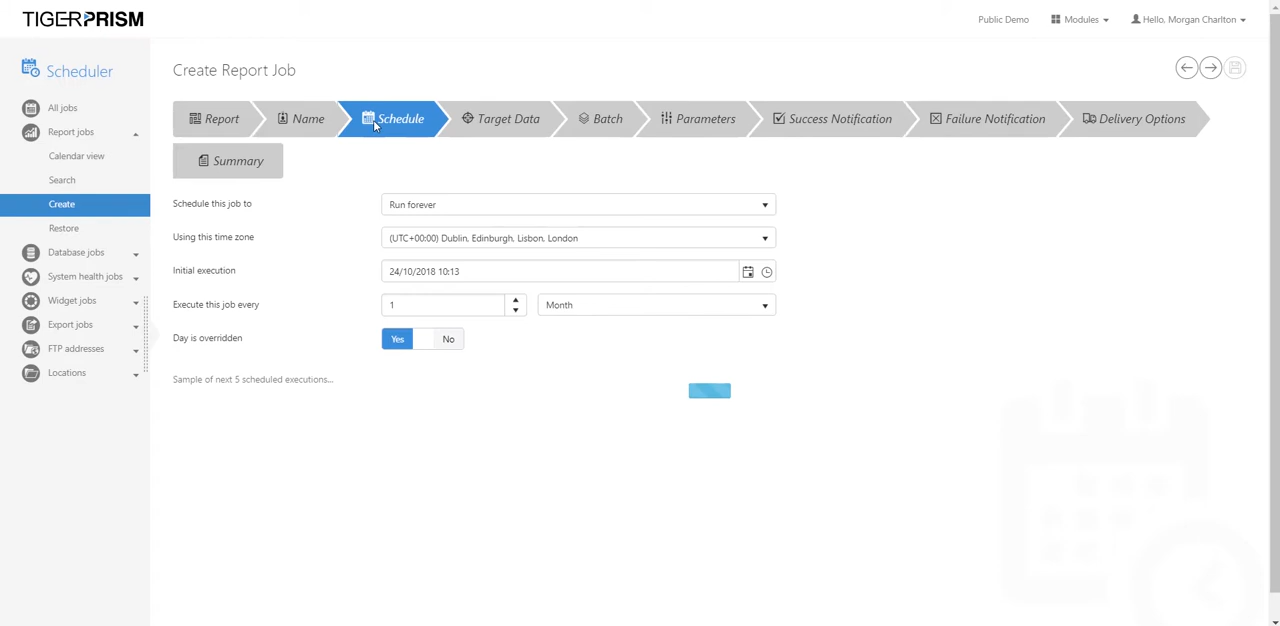 TIGER PRISM
Public Demo
Modules
Hello, Morgan Charlton
Scheduler
All jobs
Report jobs
Calendar view
Search
Create
Restore
Database jobs
System health jobs
Widget jobs
Export jobs
FTP addresses
Locations
Create Report Job
Report
Name
Schedule
Target Data
Batch
Parameters
Success Notification
Failure Notification
Delivery Options
Summary
Schedule this job to
Run forever
Using this time zone
(UTC+00:00) Dublin, Edinburgh, Lisbon, London
Initial execution
24/10/2018 10:13
Execute this job every
1
Month
Day is overridden
Yes
No
Sample of next 5 scheduled executions...